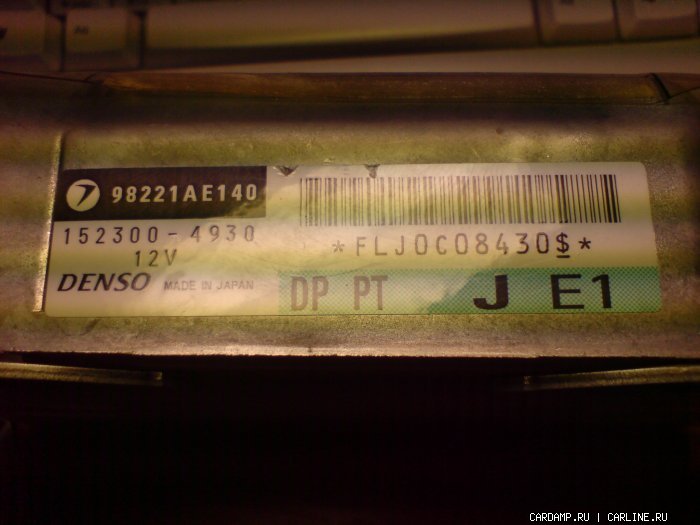 98221AE140
152300-4930
12V
DENSO MADE IN JAPAN
*FLJ0C08430$*
DP PT J E1
CARDAMP.RU | CARLINE.RU